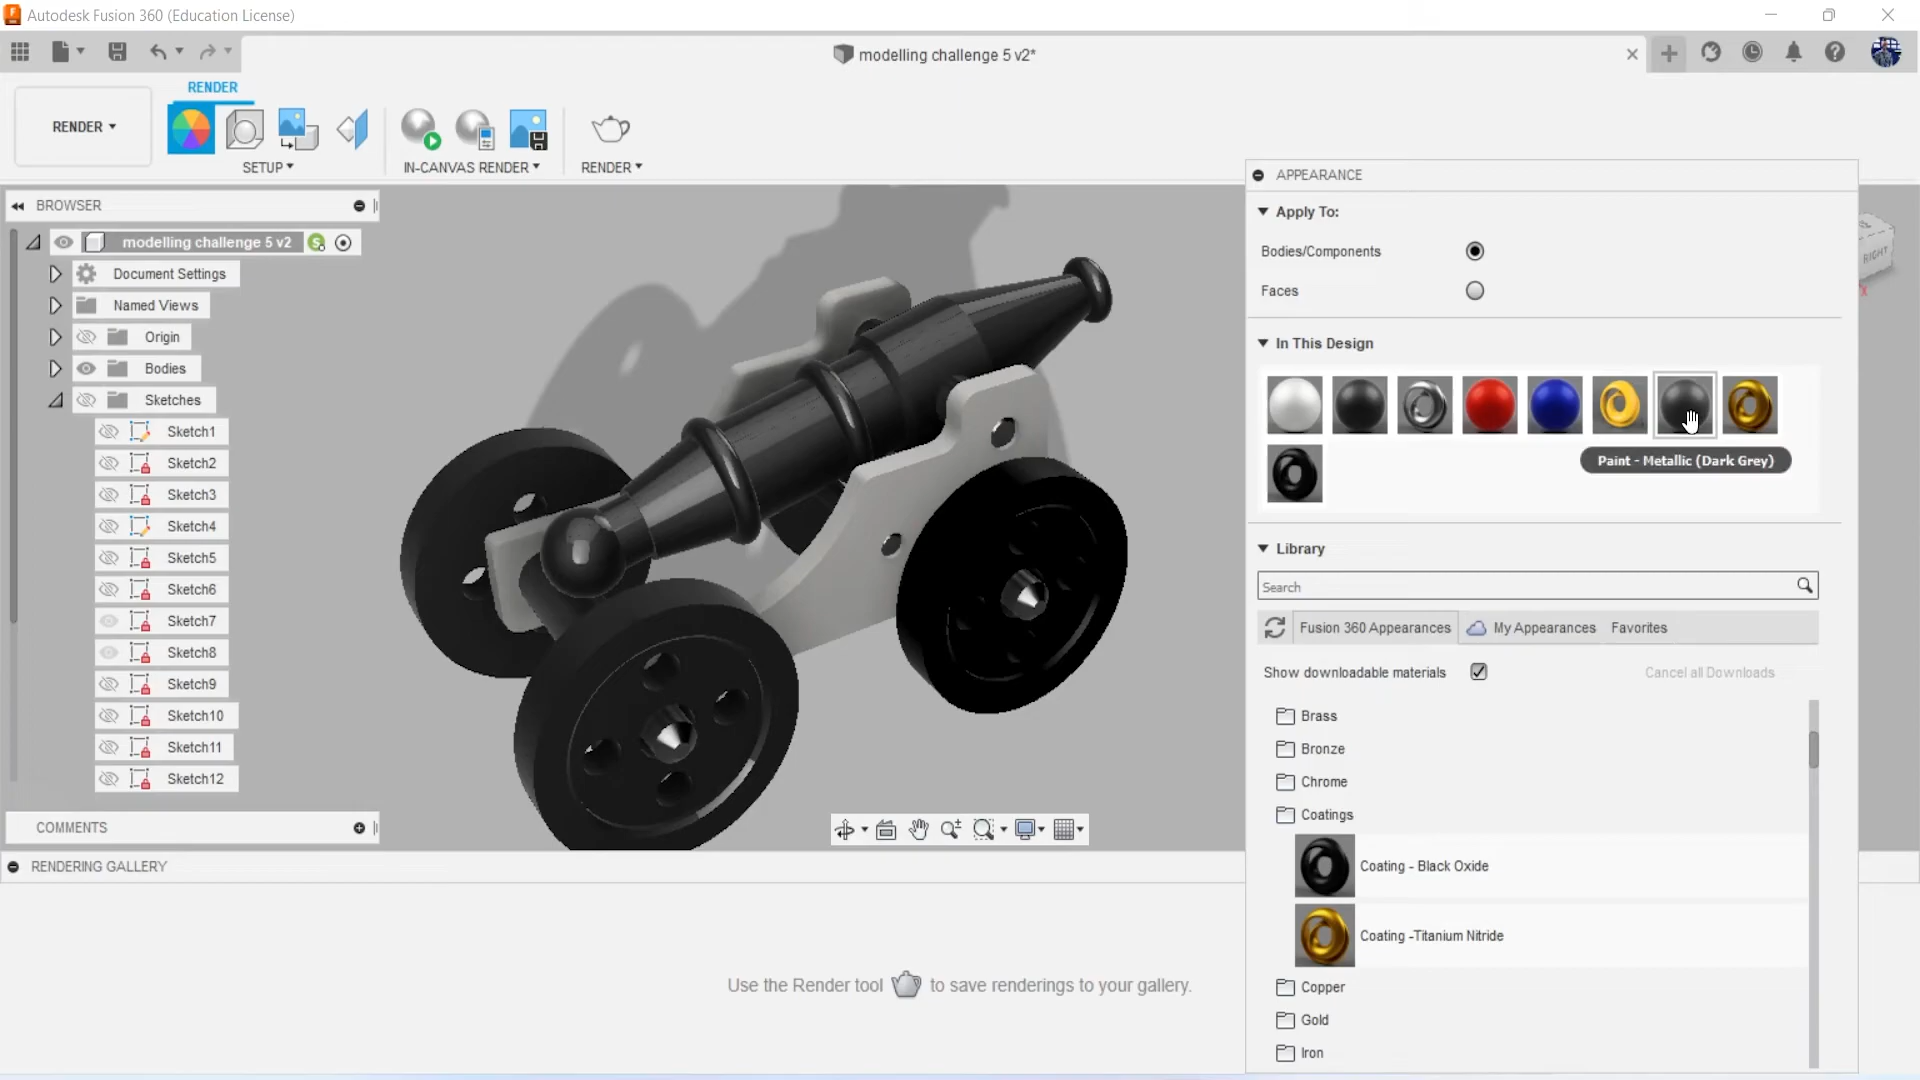 Autodesk Fusion 360 (Education License)
modelling challenge 5 v2*
RENDER
RENDER
SETUP
IN-CANVAS RENDER
RENDER
BROWSER
modelling challenge 5 v2
Document Settings
Named Views
Origin
Bodies
Sketches
Sketch1
Sketch2
Sketch3
Sketch4
Sketch5
Sketch6
Sketch7
Sketch8
Sketch9
Sketch10
Sketch11
Sketch12
COMMENTS
RENDERING GALLERY
Use the Render tool to save renderings to your gallery.
APPEARANCE
Apply To:
Bodies/Components
Faces
In This Design
Paint - Metallic (Dark Grey)
Library
Search
Fusion 360 Appearances
My Appearances
Favorites
Show downloadable materials
Cancel all Downloads
Brass
Bronze
Chrome
Coatings
Coating - Black Oxide
Coating -Titanium Nitride
Copper
Gold
Iron
RIGHT
X